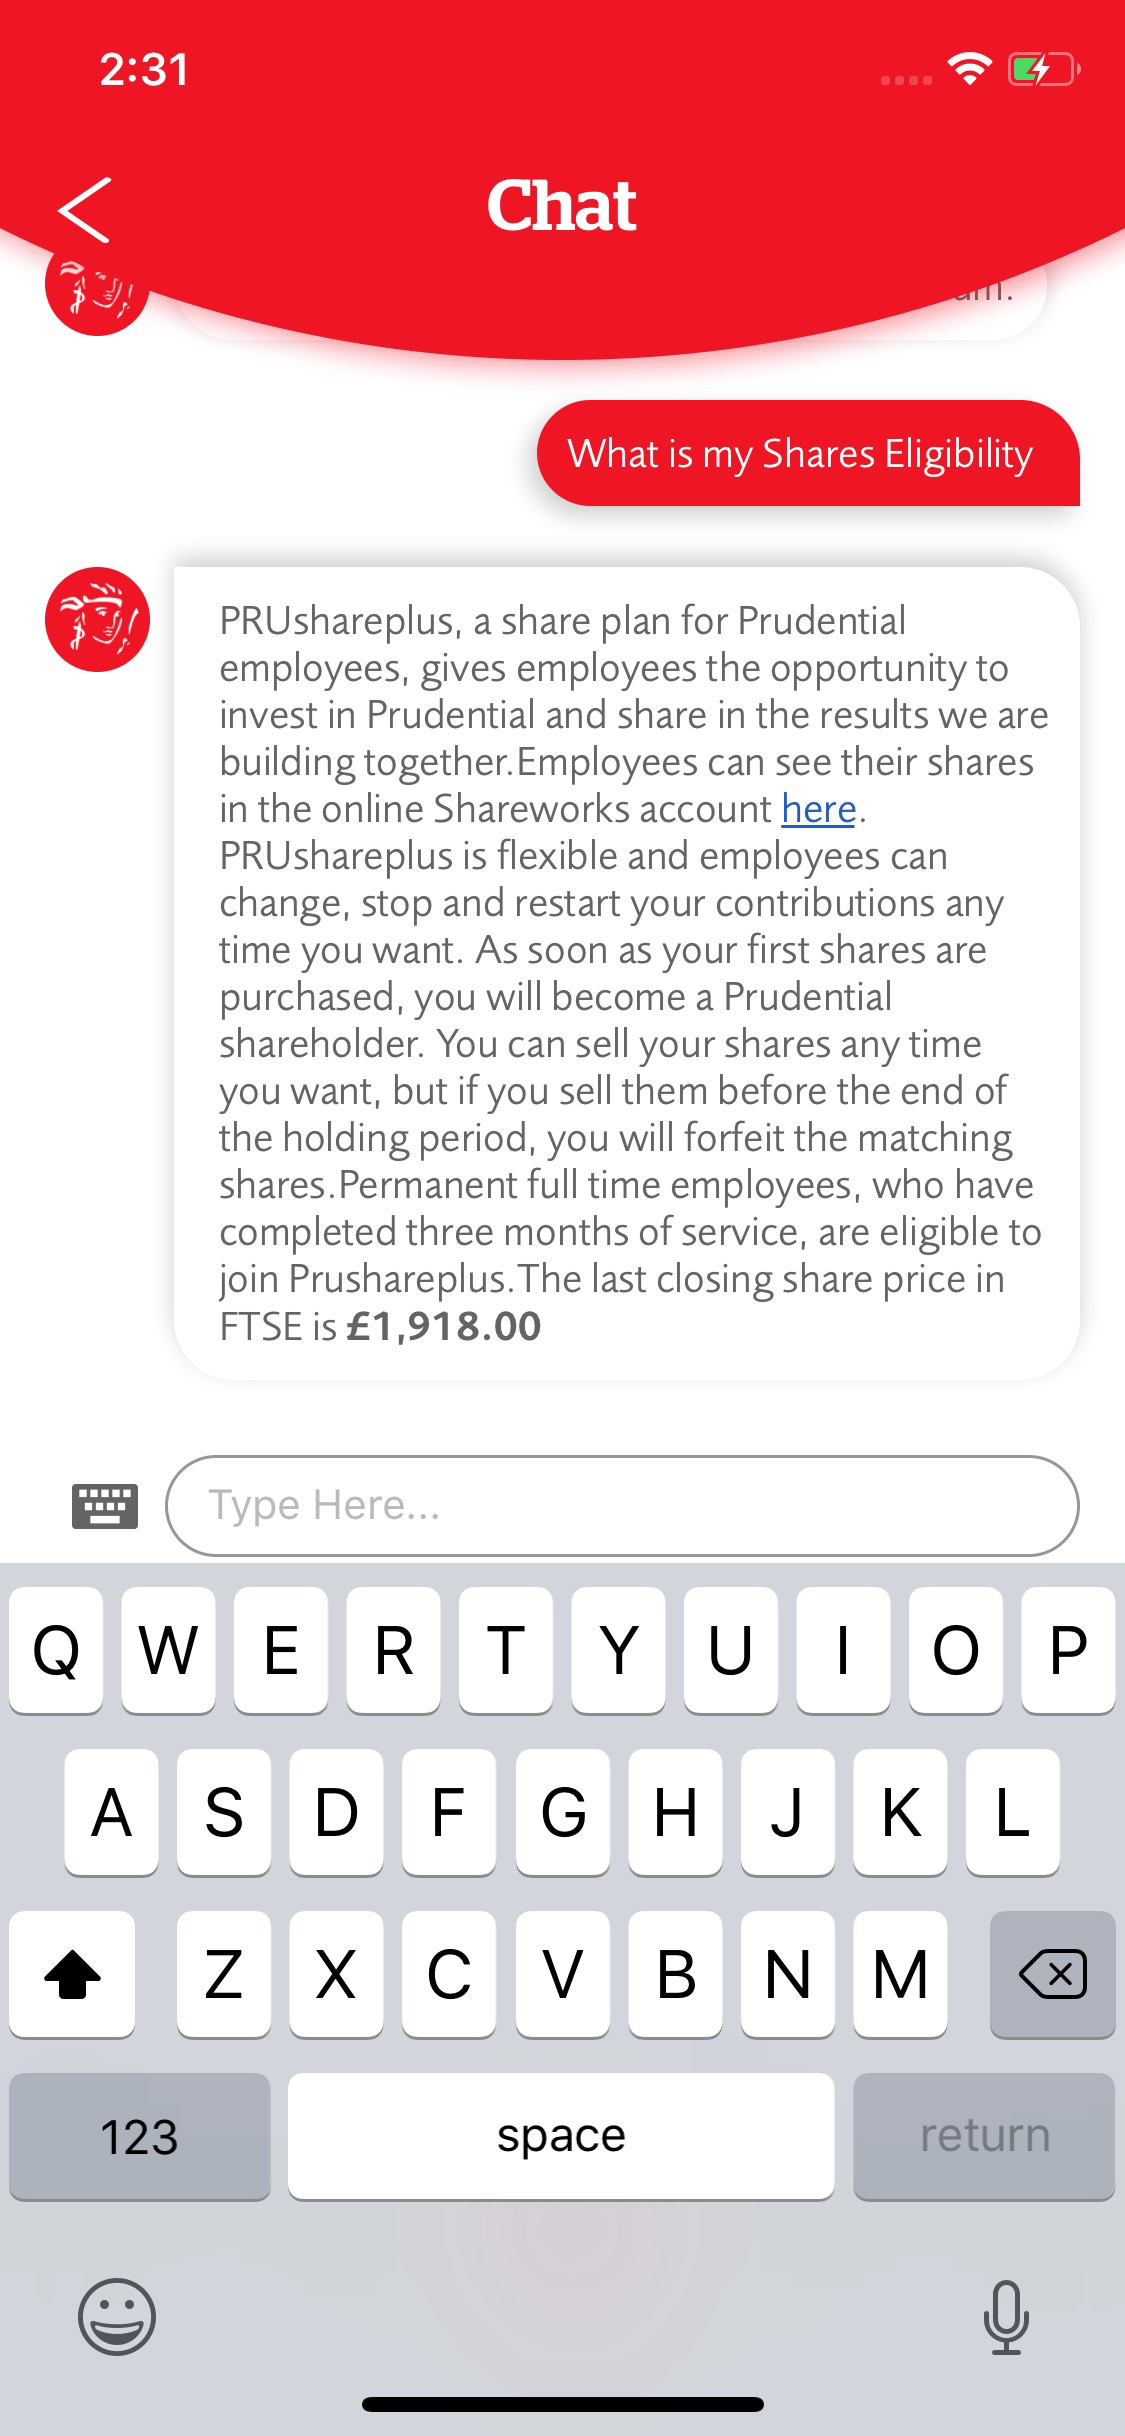 2:31
Chat
What is my Shares Eligibility
PRUshareplus, a share plan for Prudential
employees, gives employees the opportunity to
invest in Prudential and share in the results we are
building together.Employees can see their shares
in the online Shareworks account here.
PRUshareplus is flexible and employees can
change, stop and restart your contributions any
time you want. As soon as your first shares are
purchased, you will become a Prudential
shareholder. You can sell your shares any time
you want, but if you sell them before the end of
the holding period, you will forfeit the matching
shares.Permanent full time employees, who have
completed three months of service, are eligible to
join Prushareplus.The last closing share price in
FTSE is £1,918.00
Type Here...
Q W E R T Y U I O P
A S D F G H J K L
Z X C V B N M
123 space return